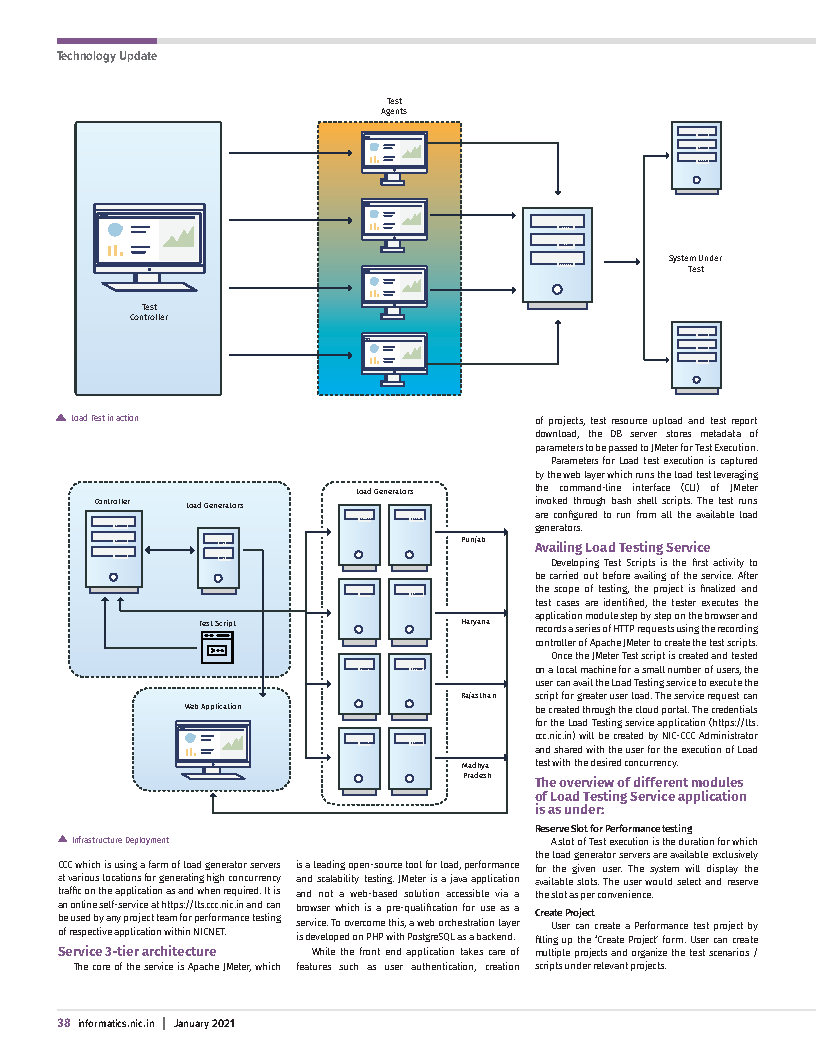 Technology Update
Test
Agents
Test
Controller
System Under
Test
Load Test in action
Controller
Load Generators
Test Script
Web Application
Load Generators
Punjab
Haryana
Rajasthan
Madhya
Pradesh
Infrastructure Deployment
CCC which is using a farm of load generator servers
at various locations for generating high concurrency
traffic on the application as and when required. It is
an online self-service at https://lts.ccc.nic.in and can
be used by any project team for performance testing
of respective application within NICNET.
Service 3-tier architecture
The core of the service is Apache JMeter, which
is a leading open-source tool for load, performance
and scalability testing. JMeter is a java application
and not a web-based solution accessible via a
browser which is a pre-qualification for use as a
service. To overcome this, a web orchestration layer
is developed on PHP with PostgreSQL as a backend.
While the front end application takes care of
features such as user authentication, creation
of projects, test resource upload and test report
download, the DB server stores metadata of
parameters to be passed to JMeter for Test Execution.
Parameters for Load test execution is captured
by the web layer which runs the load test leveraging
the command-line interface (CLI) of JMeter
invoked through bash shell scripts. The test runs
are configured to run from all the available load
generators.
Availing Load Testing Service
Developing Test Scripts is the first activity to
be carried out before availing of the service. After
the scope of testing, the project is finalized and
test cases are identified, the tester executes the
application module step by step on the browser and
records a series of HTTP requests using the recording
controller of Apache JMeter to create the test scripts.
Once the JMeter Test script is created and tested
on a local machine for a small number of users, the
user can avail the Load Testing service to execute the
script for greater user load. The service request can
be created through the cloud portal. The credentials
for the Load Testing service application (https://lts.
ccc.nic.in) will be created by NIC-CCC Administrator
and shared with the user for the execution of Load
test with the desired concurrency.
The overview of different modules
of Load Testing Service application
is as under:
Reserve Slot for Performance testing
A slot of Test execution is the duration for which
the load generator servers are available exclusively
for the given user. The system will display the
available slots. The user would select and reserve
the slot as per convenience.
Create Project
User can create a Performance test project by
filling up the ‘Create Project’ form. User can create
multiple projects and organize the test scenarios /
scripts under relevant projects.
38 informatics.nic.in | January 2021